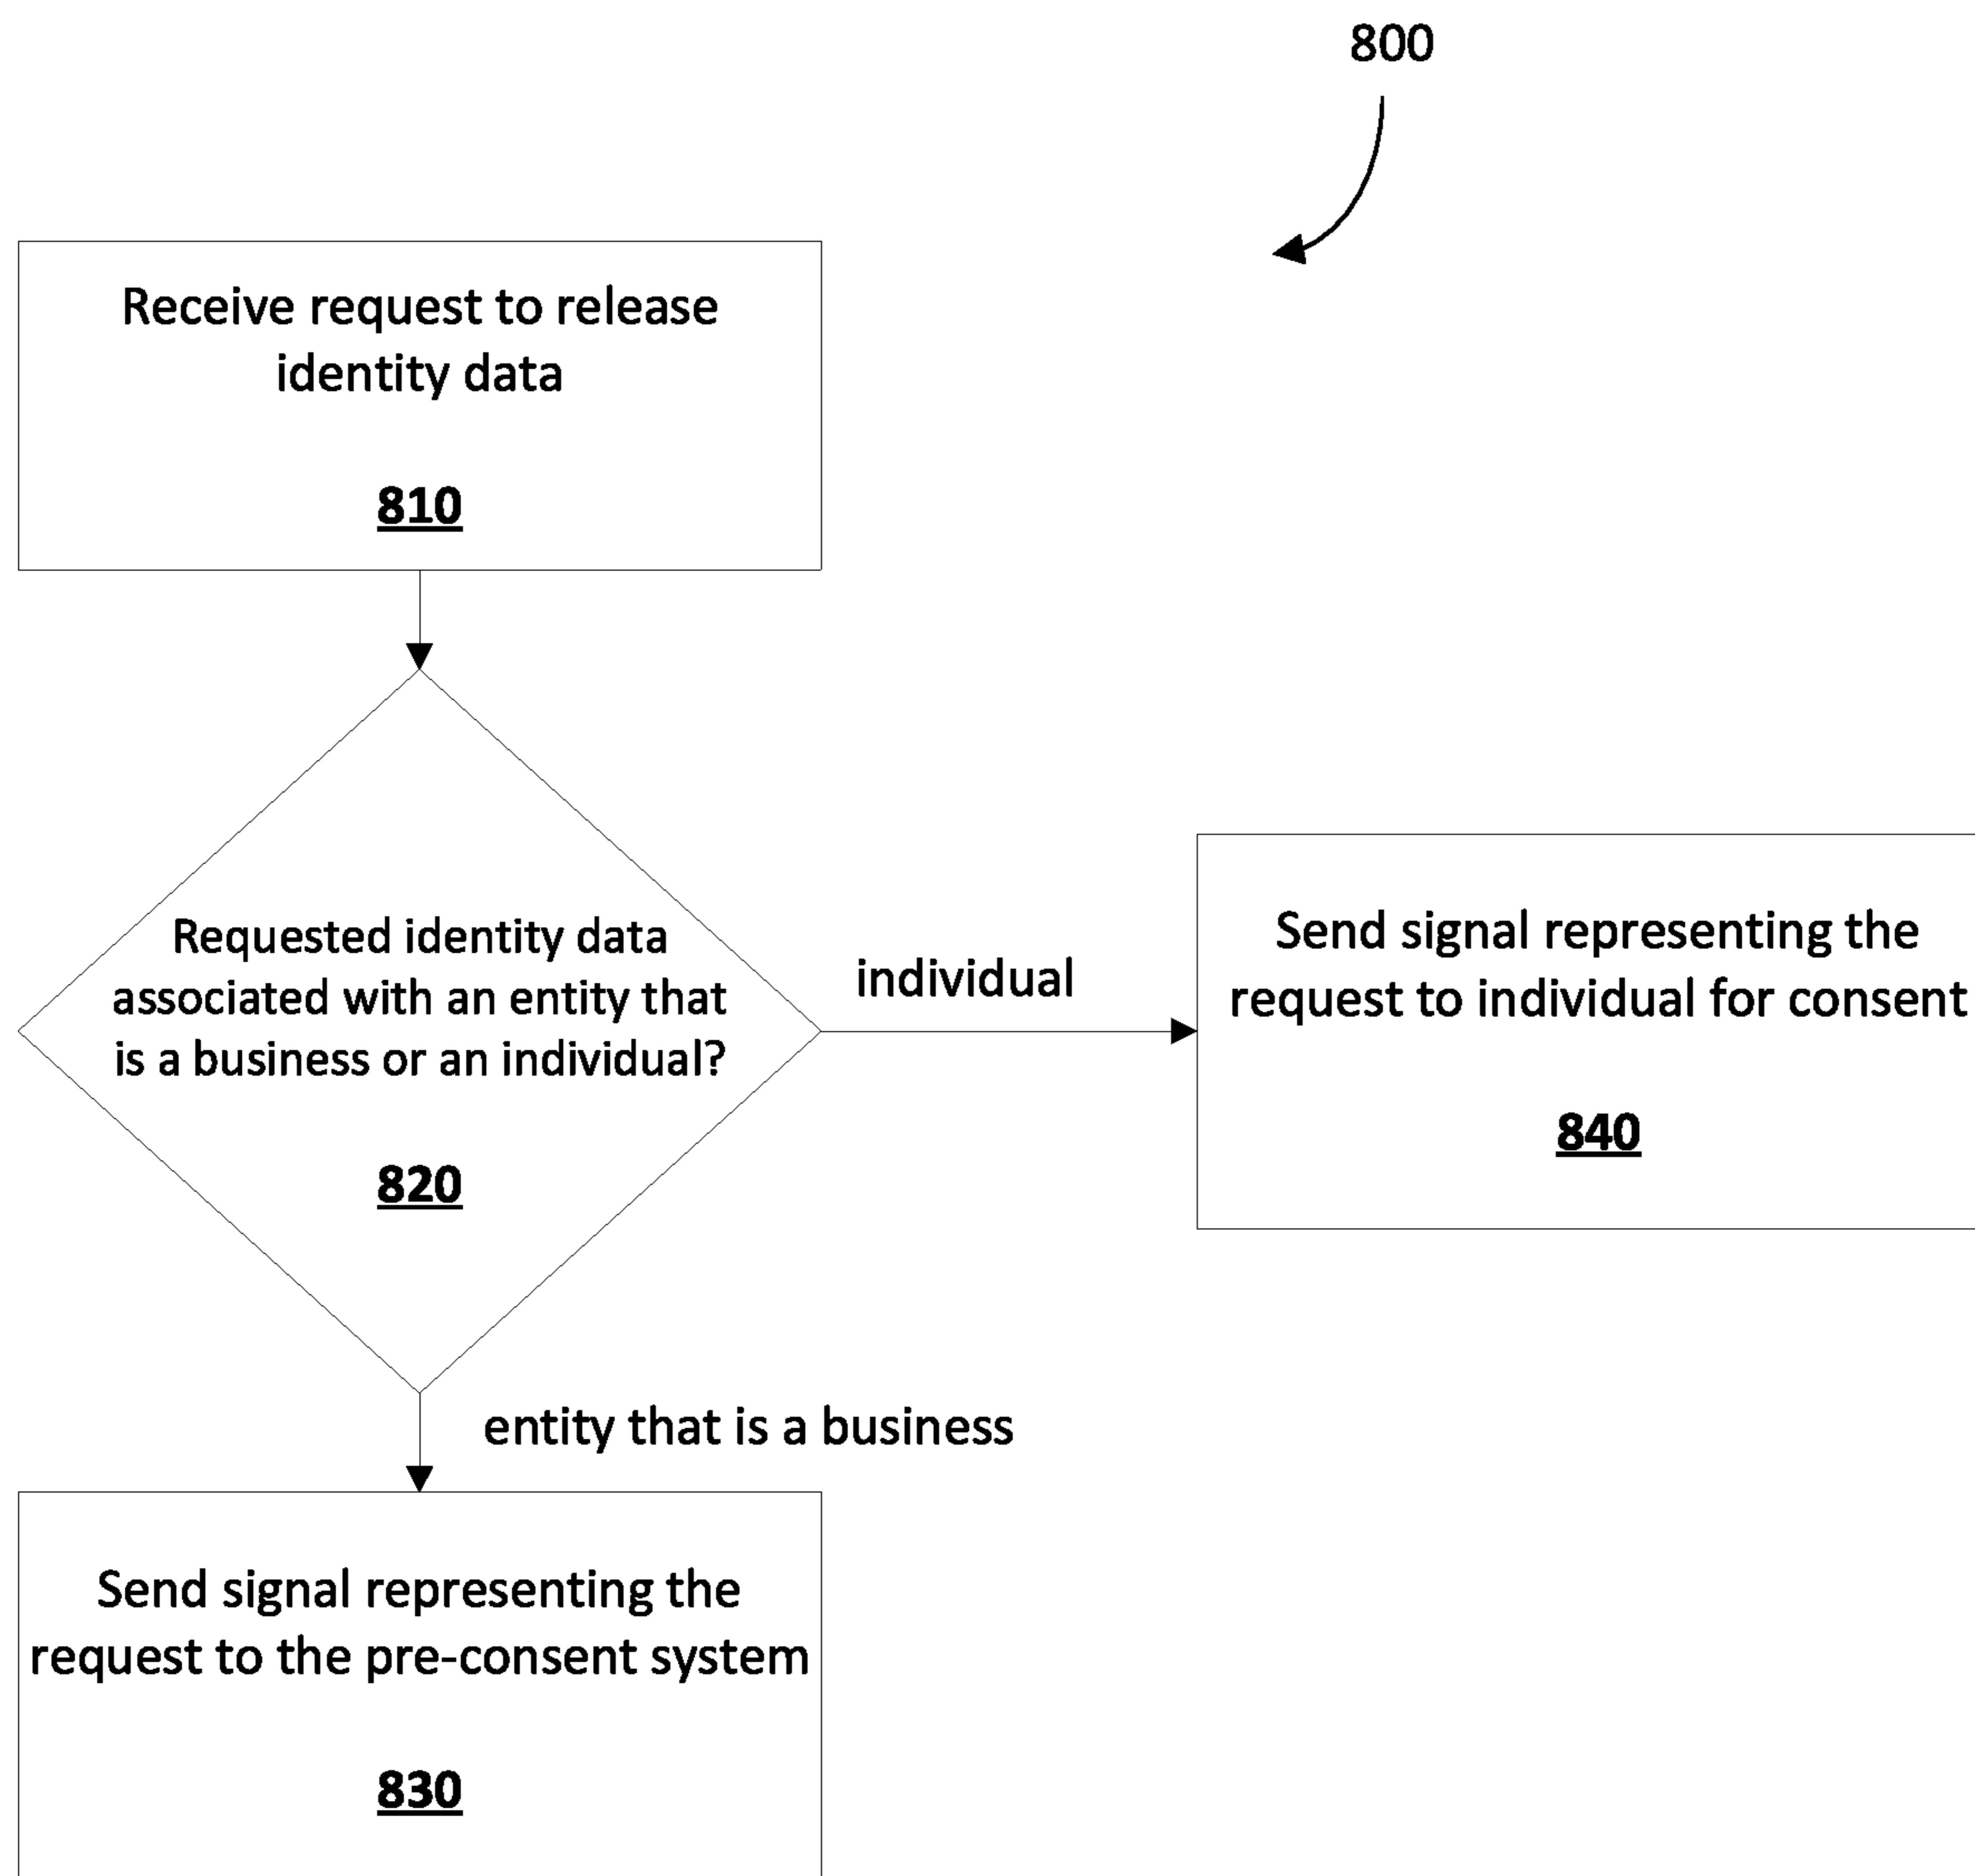 800
Receive request to release
identity data
810
Requested identity data
associated with an entity that
is a business or an individual?
820
individual
Send signal representing the
request to individual for consent
840
entity that is a business
Send signal representing the
request to the pre-consent system
830